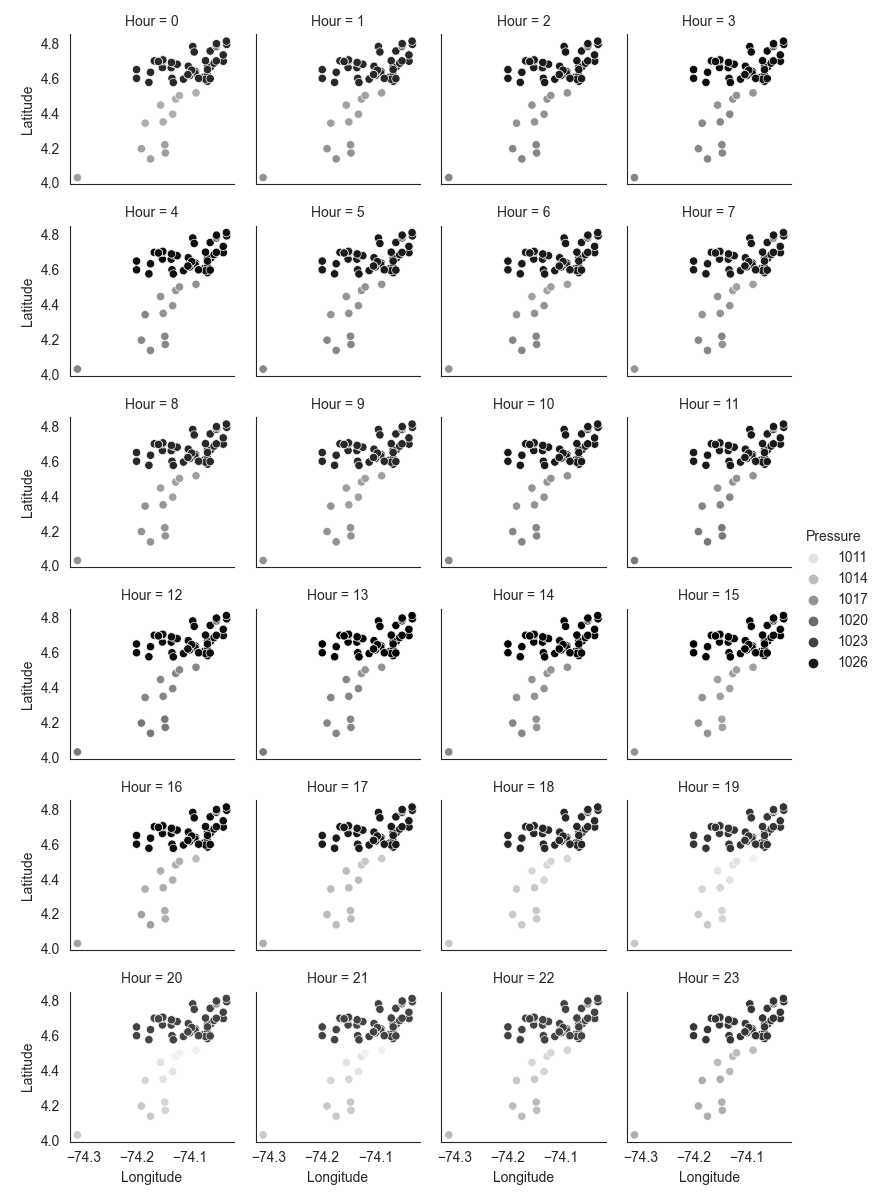 Hour = 0
Hour = 1
Hour = 2
Hour = 3
4.8
4.6
4.4
4.2
4.0
Latitude
Hour = 4
Hour = 5
Hour = 6
Hour = 7
4.8
4.6
4.4
4.2
4.0
Latitude
Hour = 8
Hour = 9
Hour = 10
Hour = 11
4.8
4.6
4.4
4.2
4.0
Latitude
Pressure
1011
1014
1017
1020
1023
1026
Hour = 12
Hour = 13
Hour = 14
Hour = 15
4.8
4.6
4.4
4.2
4.0
Latitude
Hour = 16
Hour = 17
Hour = 18
Hour = 19
4.8
4.6
4.4
4.2
4.0
Latitude
Hour = 20
Hour = 21
Hour = 22
Hour = 23
4.8
4.6
4.4
4.2
4.0
Latitude
−74.3 −74.2 −74.1
Longitude
−74.3 −74.2 −74.1
Longitude
−74.3 −74.2 −74.1
Longitude
−74.3 −74.2 −74.1
Longitude